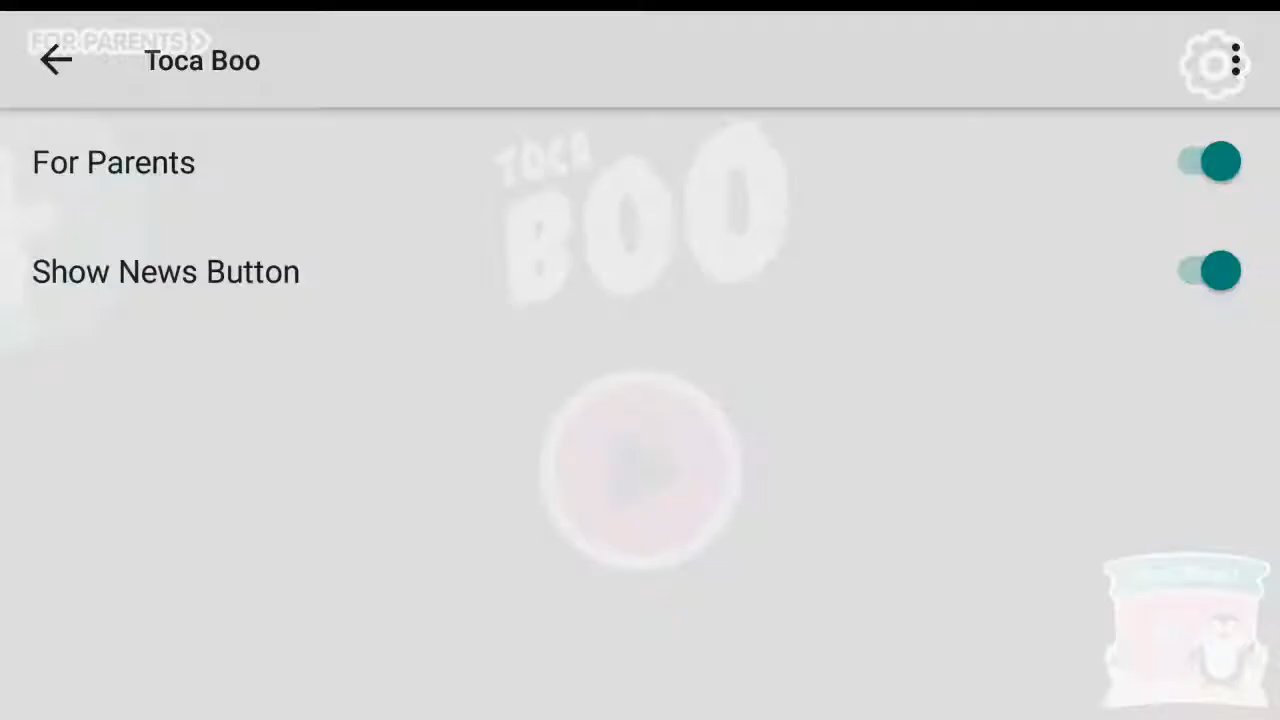 FOR PARENTS
Toca Boo
For Parents
TOCA
BOO
Show News Button